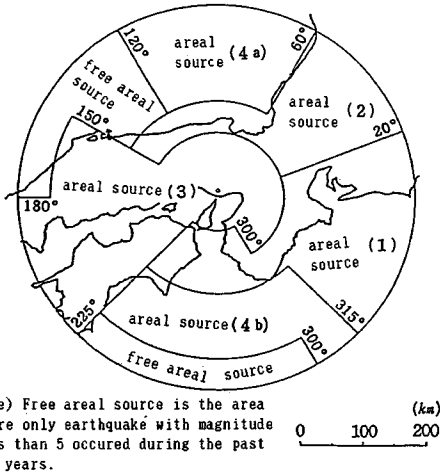 120°
areal
source (4a)
60°
free areal
source
150°
areal
source (2)
20°
areal source (3)
180°
300°
areal
source (1)
225°
315°
areal source (4b)
300°
free areal source
e) Free areal source is the area
re only earthquake with magnitude
s than 5 occured during the past
years.
(km)
0 100 200